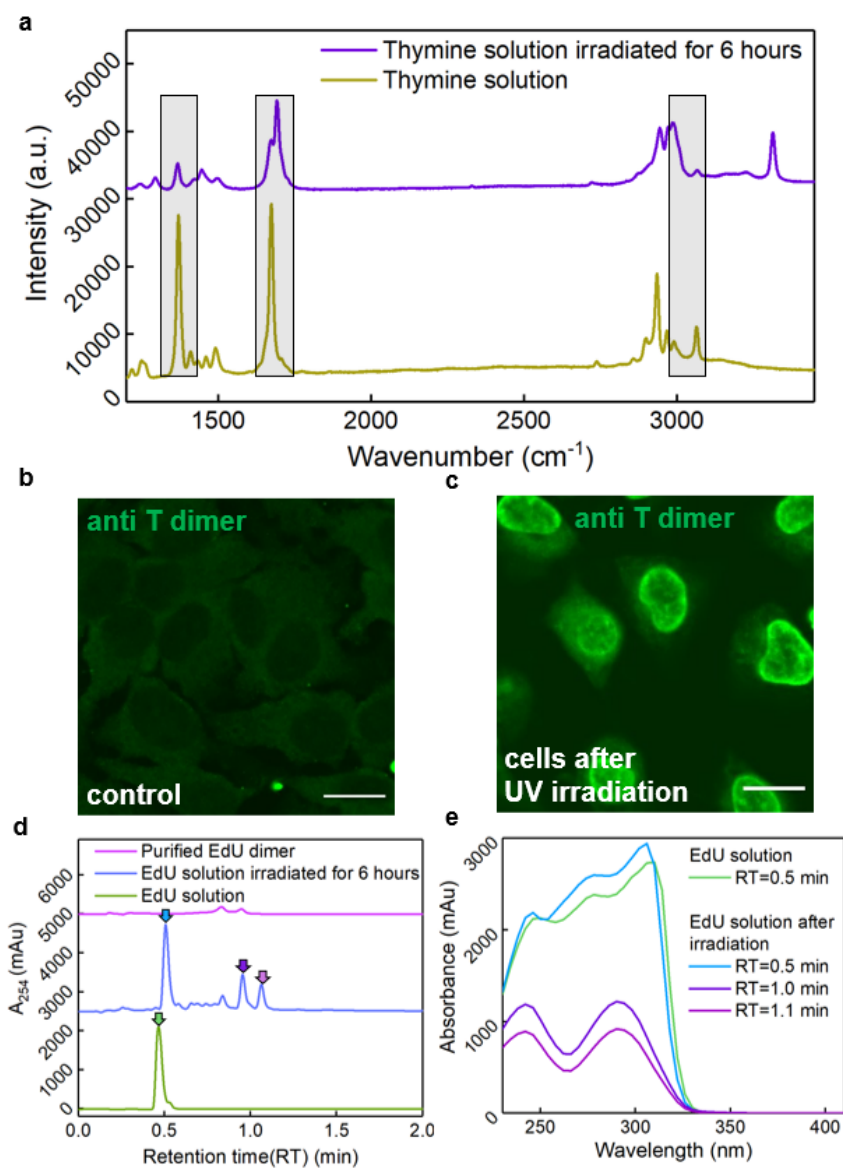 a
Thymine solution irradiated for 6 hours
Thymine solution
50000
40000
30000
20000
10000
0
Intensity (a.u.)
1500 2000 2500 3000
Wavenumber (cm⁻¹)
b
anti T dimer
control
c
anti T dimer
cells after
UV irradiation
d
Purified EdU dimer
EdU solution irradiated for 6 hours
EdU solution
6000
5000
4000
3000
2000
1000
0
A₂₅₄ (mAu)
0.0 0.5 1.0 1.5 2.0
Retention time(RT) (min)
e
EdU solution
RT=0.5 min
EdU solution after
irradiation
RT=0.5 min
RT=1.0 min
RT=1.1 min
3000
2000
1000
0
Absorbance (mAu)
250 300 350 400
Wavelength (nm)